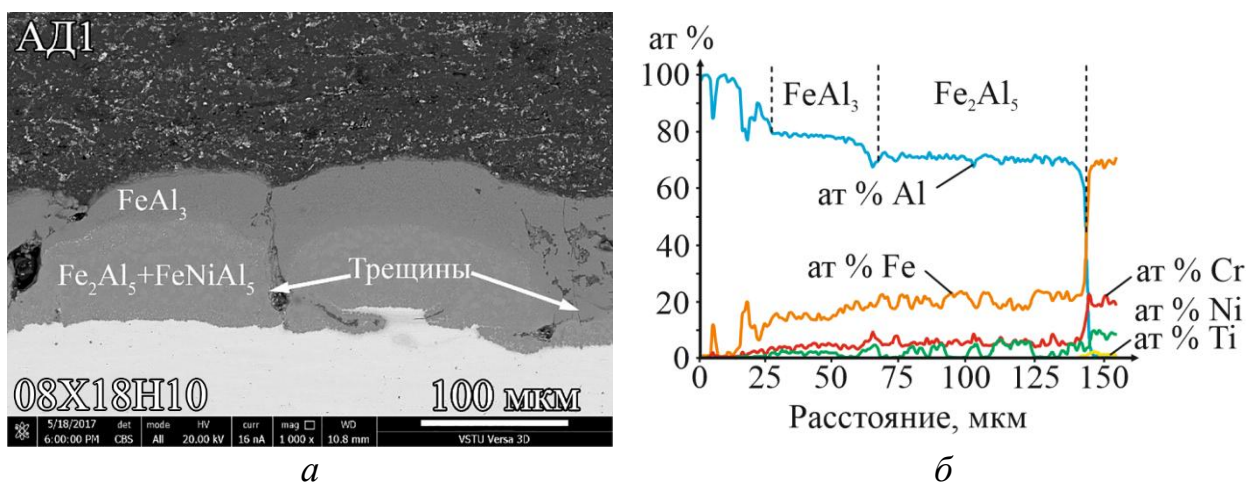 АД1
FeAl3
Fe2Al5+FeNiAl5
Трещины
08Х18Н10
100 мкм
5/18/2017 det mode HV curr mag WD
6:00:00 PM CBS All 20.00 kV 16 nA 1 000 x 10.8 mm VSTU Versa 3D
а
ат %
100
80
60
40
20
0
FeAl3
Fe2Al5
ат % Al
ат % Fe
ат % Cr
ат % Ni
ат % Ti
0 25 50 75 100 125 150
Расстояние, мкм
б